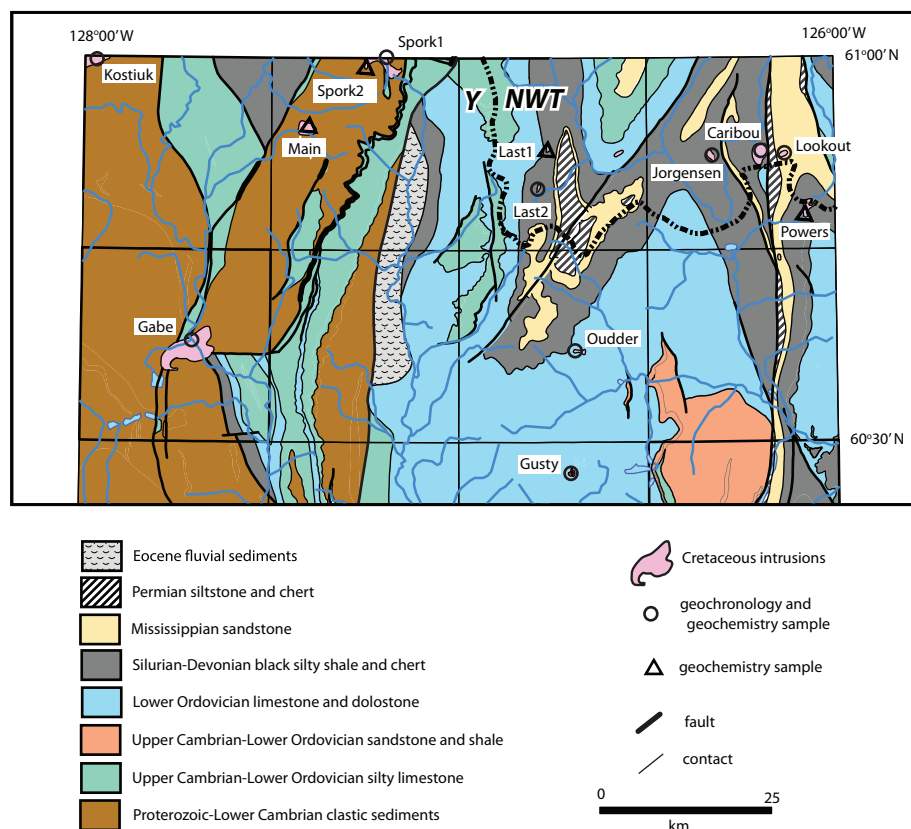 128°00'W
126°00'W
Spork1
61°00'N
Kostiuk
Spork2
Y
NWT
Main
Last1
Caribou
Lookout
Jorgensen
Last2
Powers
Gabe
Oudder
60°30'N
Gusty
Eocene fluvial sediments
Permian siltstone and chert
Mississippian sandstone
Silurian-Devonian black silty shale and chert
Lower Ordovician limestone and dolostone
Upper Cambrian-Lower Ordovician sandstone and shale
Upper Cambrian-Lower Ordovician silty limestone
Proterozoic-Lower Cambrian clastic sediments
Cretaceous intrusions
geochronology and
geochemistry sample
geochemistry sample
fault
contact
0
25
km